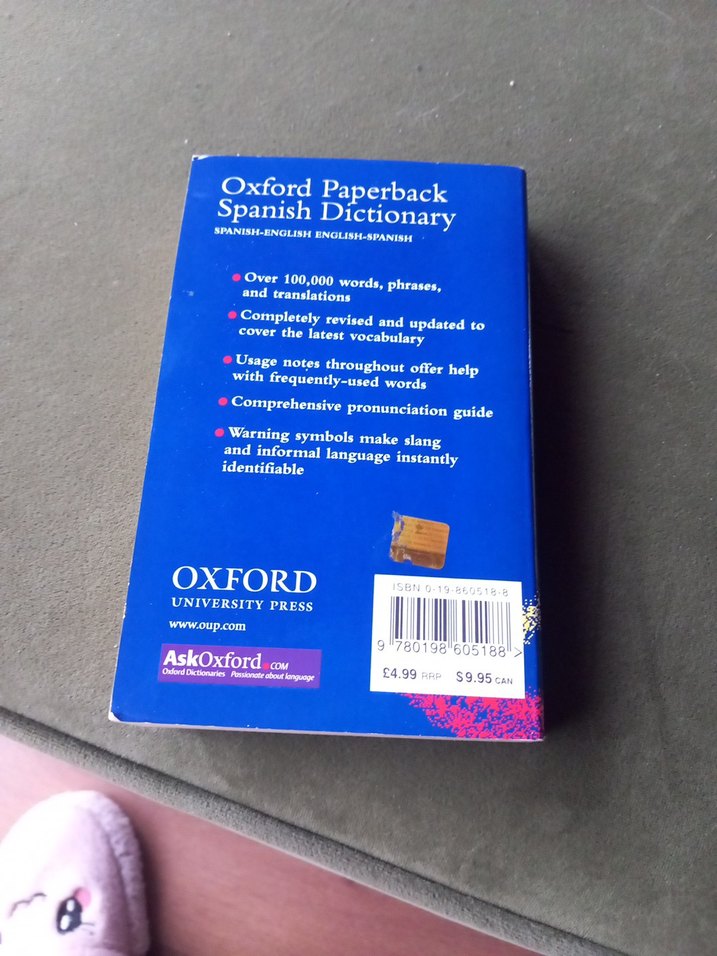 Oxford Paperback
Spanish Dictionary
SPANISH-ENGLISH ENGLISH-SPANISH
• Over 100,000 words, phrases,
and translations
• Completely revised and updated to
cover the latest vocabulary
• Usage notes throughout offer help
with frequently-used words
• Comprehensive pronunciation guide
• Warning symbols make slang
and informal language instantly
identifiable
OXFORD
UNIVERSITY PRESS
www.oup.com
AskOxford.COM
Oxford Dictionaries Passionate about language
ISBN 0-19-860518-8
9 780198 605188 >
£4.99 RRP $9.95 CAN